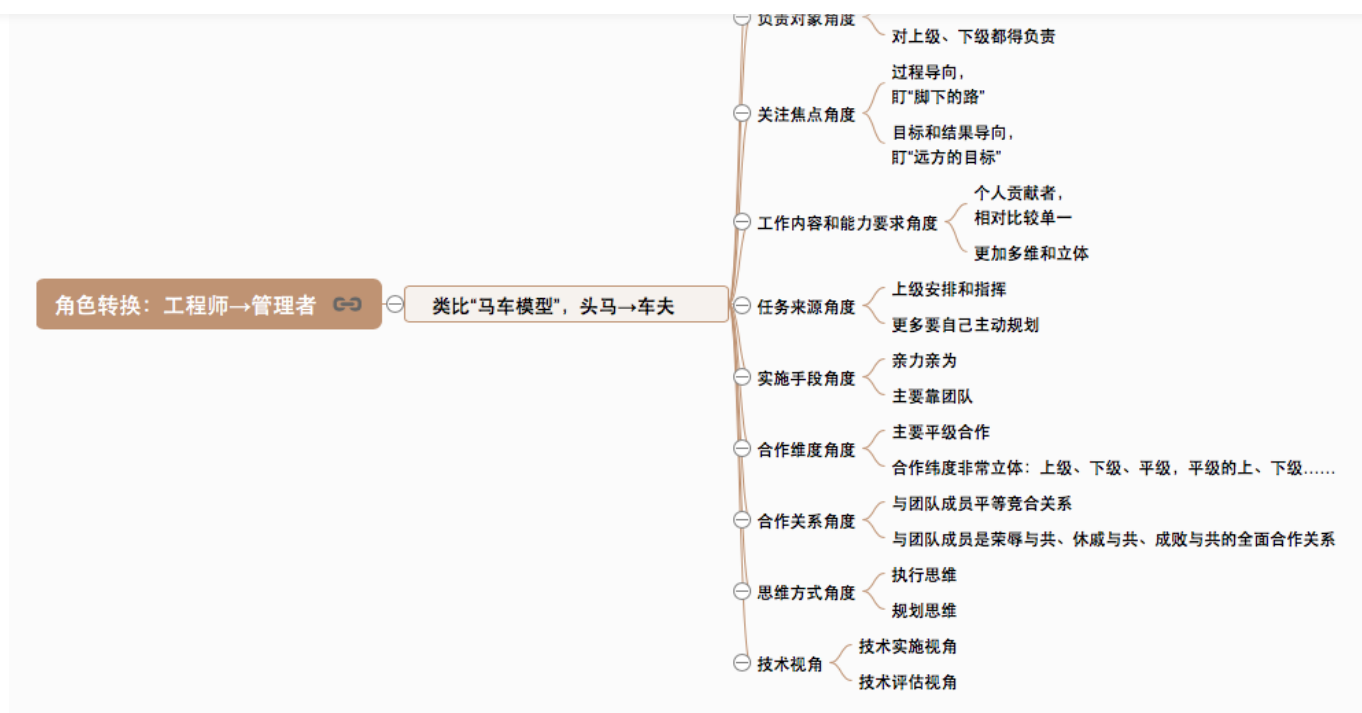 负责对象角度
对上级、下级都得负责
过程导向，
盯“脚下的路”
关注焦点角度
目标和结果导向，
盯“远方的目标”
个人贡献者，
相对比较单一
工作内容和能力要求角度
更加多维和立体
角色转换：工程师→管理者
类比“马车模型”，头马→车夫
上级安排和指挥
任务来源角度
更多要自己主动规划
亲力亲为
实施手段角度
主要靠团队
主要平级合作
合作维度角度
合作纬度非常立体：上级、下级、平级，平级的上、下级……
与团队成员平等竞合关系
合作关系角度
与团队成员是荣辱与共、休戚与共、成败与共的全面合作关系
执行思维
思维方式角度
规划思维
技术实施视角
技术视角
技术评估视角